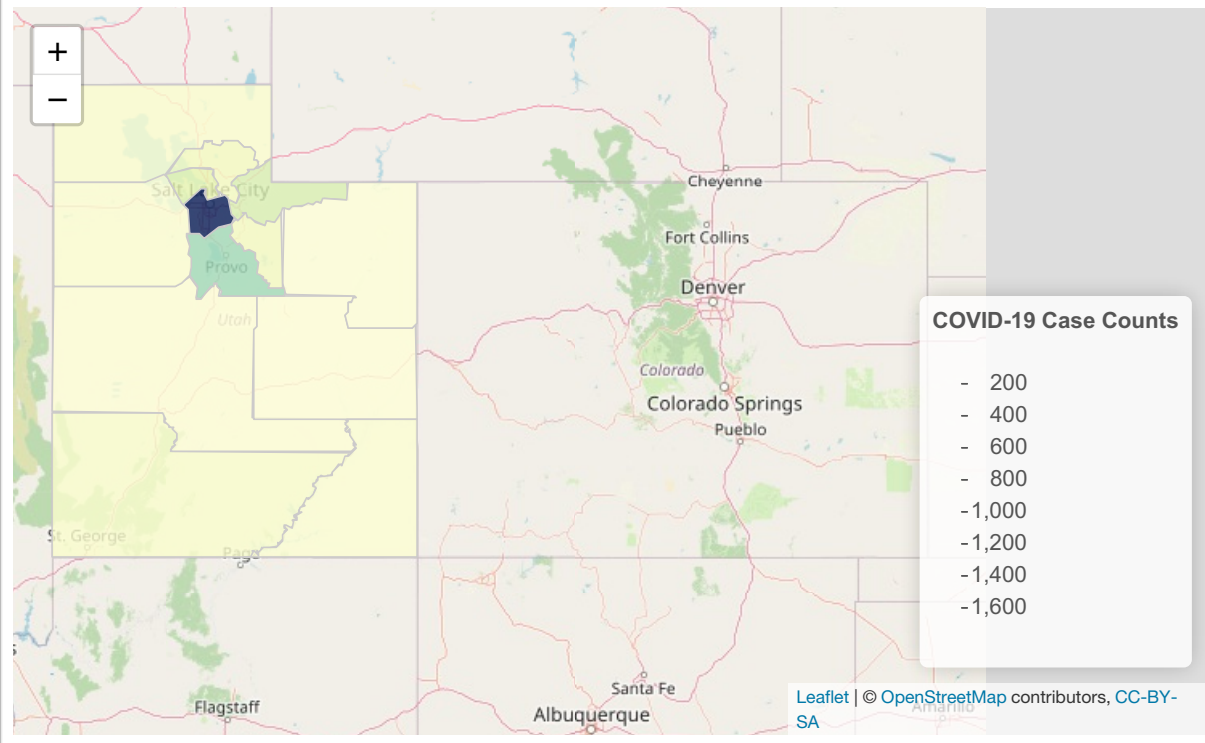 +
−
Salt Lake City
Cheyenne
Fort Collins
Provo
Denver
Utah
COVID-19 Case Counts
- 200
Colorado
- 400
Colorado Springs
Pueblo
- 600
- 800
-1,000
St. George
-1,200
Page
-1,400
-1,600
s
Santa Fe
Flagstaff
Albuquerque
Amarillo
Leaflet | © OpenStreetMap contributors, CC-BY-
SA